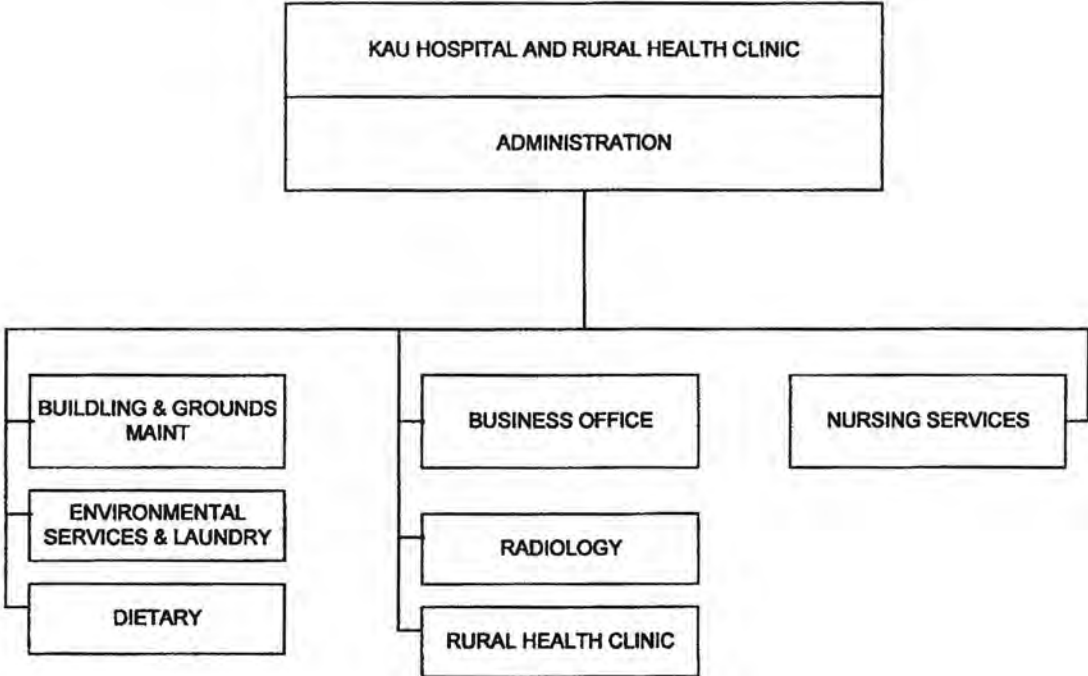 KAU HOSPITAL AND RURAL HEALTH CLINIC
ADMINISTRATION
BUILDLING & GROUNDS
MAINT
ENVIRONMENTAL
SERVICES & LAUNDRY
DIETARY
BUSINESS OFFICE
RADIOLOGY
RURAL HEALTH CLINIC
NURSING SERVICES